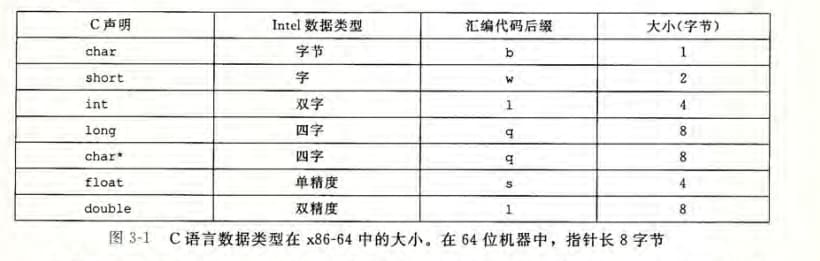 C 声明 Intel 数据类型 汇编代码后缀 大小(字节)
char 字节 b 1
short 字 w 2
int 双字 l 4
long 四字 q 8
char* 四字 q 8
float 单精度 s 4
double 双精度 l 8
图 3-1 C 语言数据类型在 x86-64 中的大小。在 64 位机器中，指针长 8 字节